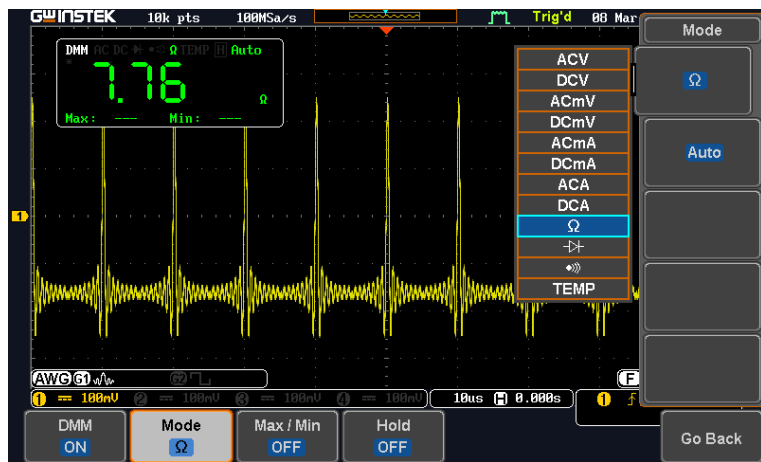 GWINSTEK 10k pts 100MSa/s Trig'd 08 Mar
Mode
DMM AC DC Ω TEMP H Auto
7.76 Ω
Max: --- Min: ---
ACV
DCV
ACmV
DCmV
ACmA
DCmA
ACA
DCA
Ω
TEMP
Ω
Auto
1
AWG G1 G2
F
1 100mV 2 100mV 3 100mV 4 100mV 10us H 0.000s 1
DMM
ON
Mode
Ω
Max / Min
OFF
Hold
OFF
Go Back